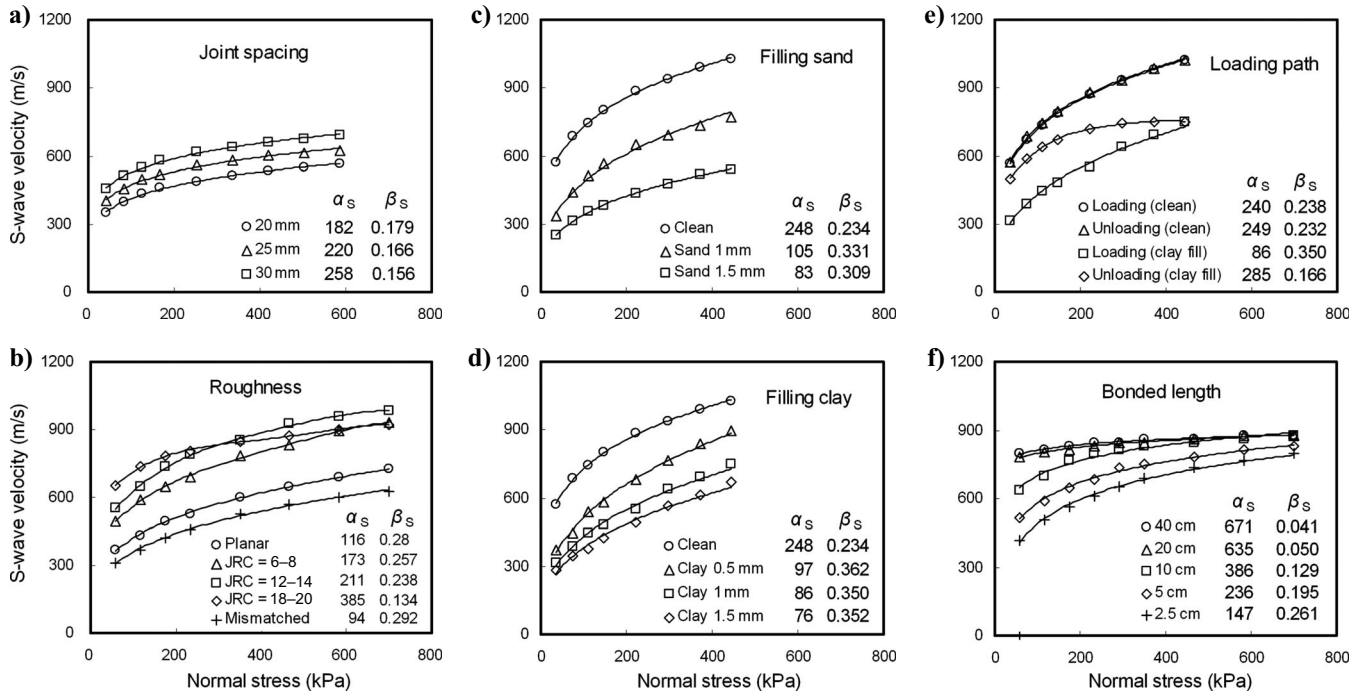 a)
Joint spacing
S-wave velocity (m/s)
1200
900
600
300
0
αS βS
20 mm 182 0.179
25 mm 220 0.166
30 mm 258 0.156
0 200 400 600 800
c)
Filling sand
1200
900
600
300
0
αS βS
Clean 248 0.234
Sand 1 mm 105 0.331
Sand 1.5 mm 83 0.309
0 200 400 600 800
e)
Loading path
1200
900
600
300
0
αS βS
Loading (clean) 240 0.238
Unloading (clean) 249 0.232
Loading (clay fill) 86 0.350
Unloading (clay fill) 285 0.166
0 200 400 600 800
b)
Roughness
S-wave velocity (m/s)
1200
900
600
300
0
αS βS
Planar 116 0.28
JRC = 6–8 173 0.257
JRC = 12–14 211 0.238
JRC = 18–20 385 0.134
Mismatched 94 0.292
0 200 400 600 800
Normal stress (kPa)
d)
Filling clay
1200
900
600
300
0
αS βS
Clean 248 0.234
Clay 0.5 mm 97 0.362
Clay 1 mm 86 0.350
Clay 1.5 mm 76 0.352
0 200 400 600 800
Normal stress (kPa)
f)
Bonded length
1200
900
600
300
0
αS βS
40 cm 671 0.041
20 cm 635 0.050
10 cm 386 0.129
5 cm 236 0.195
2.5 cm 147 0.261
0 200 400 600 800
Normal stress (kPa)